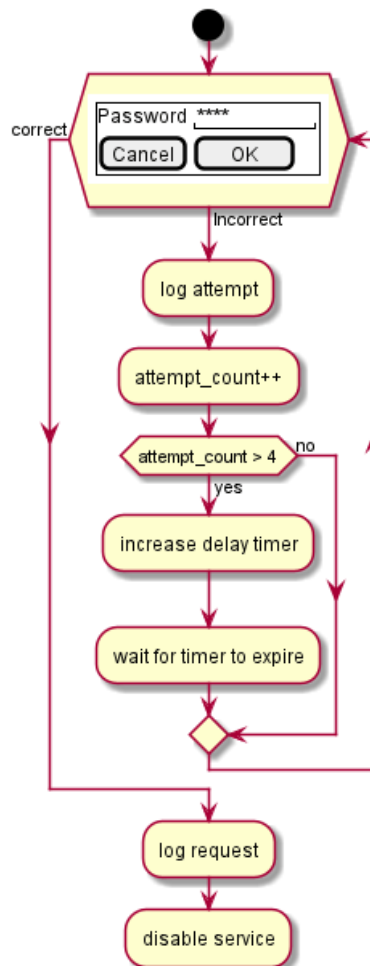 correct
Password ****
Cancel OK
Incorrect
log attempt
attempt_count++
attempt_count > 4
no
yes
increase delay timer
wait for timer to expire
log request
disable service